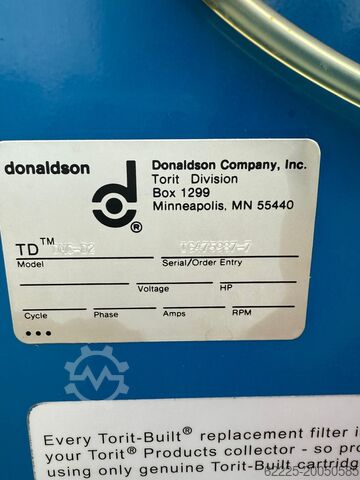 donaldson
Donaldson Company, Inc.
Torit Division
Box 1299
Minneapolis, MN 55440
®
TD™
Model
Serial/Order Entry
Voltage
HP
Cycle
Phase
Amps
RPM
Every Torit-Built® replacement filter i
your Torit® Products collector - so pro
using only genuine Torit-Built cartridg
62225-20050585